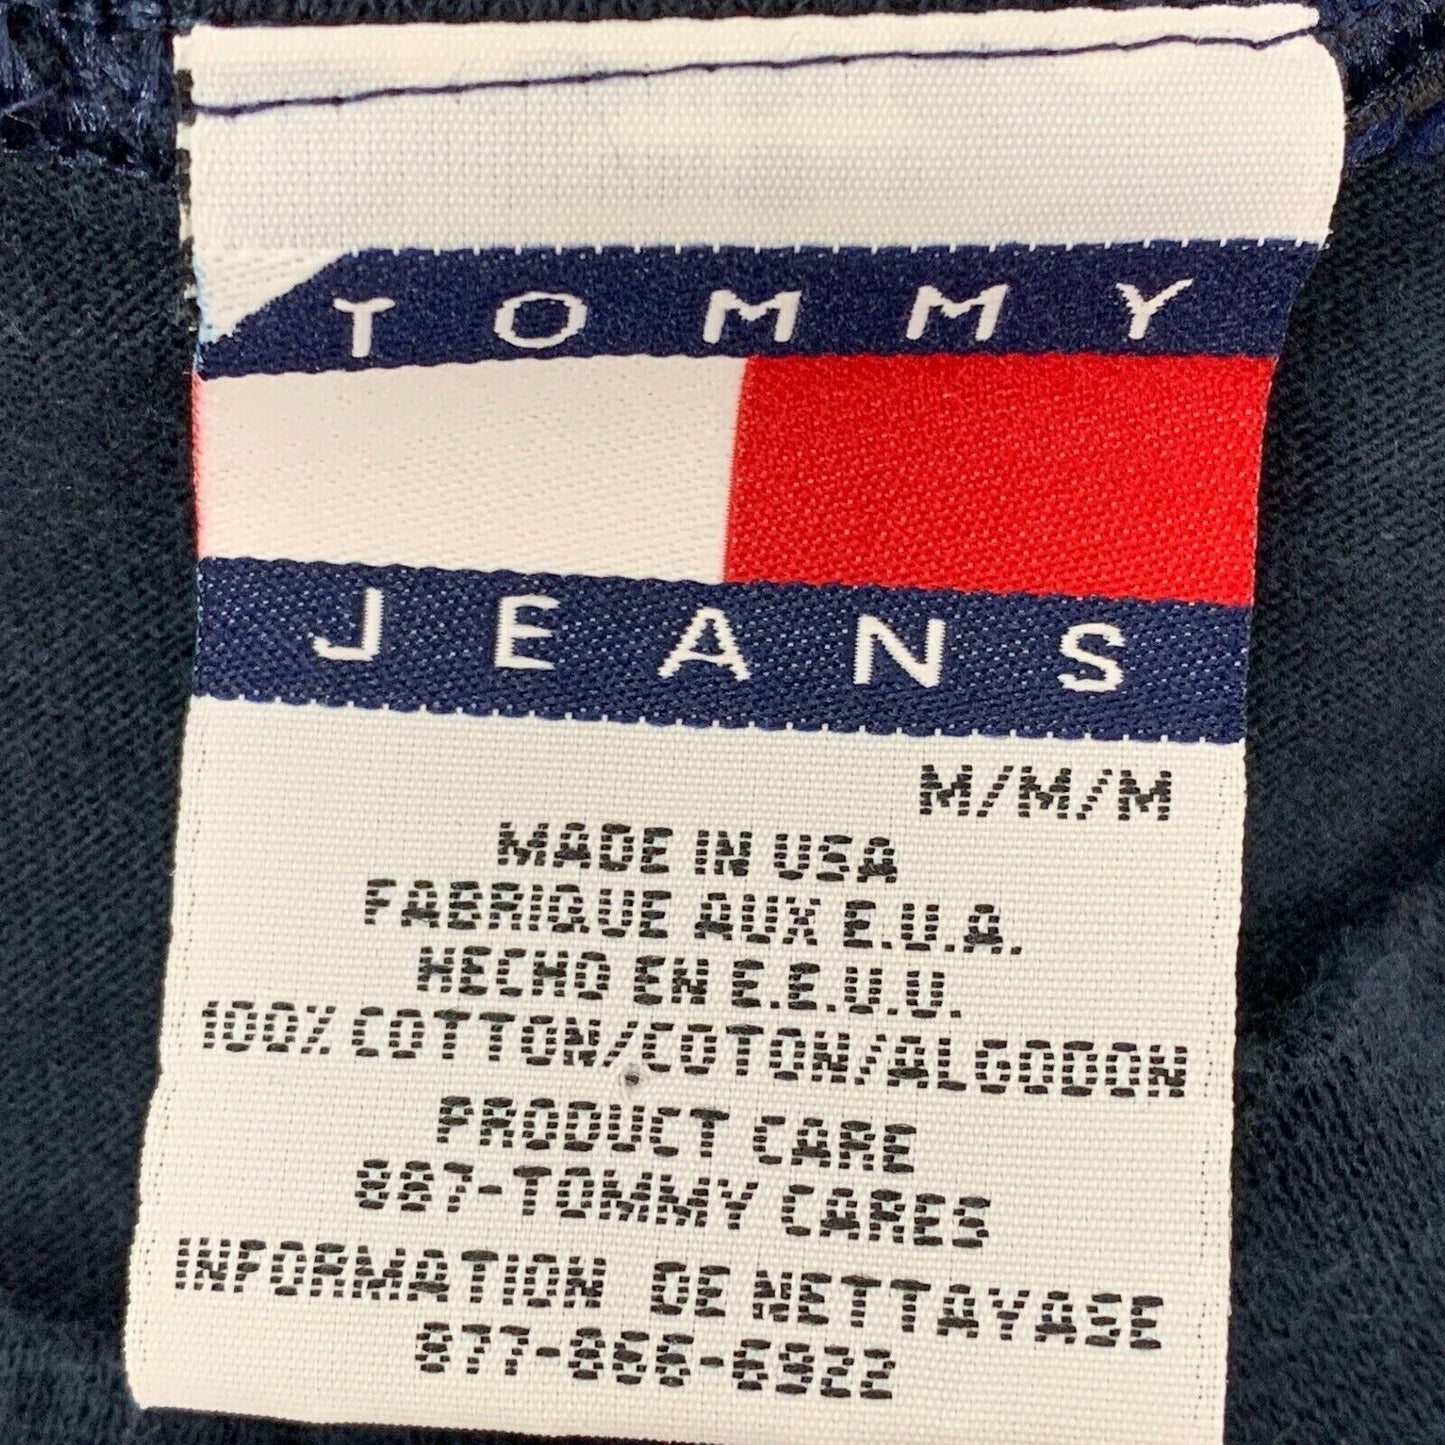 TOMMY
JEANS
M/M/M
MADE IN USA
FABRIQUE AUX E.U.A.
HECHO EN E.E.U.U.
100% COTTON/COTON/ALGODON
PRODUCT CARE
887-TOMMY CARES
INFORMATION DE NETTAYASE
877-866-6922